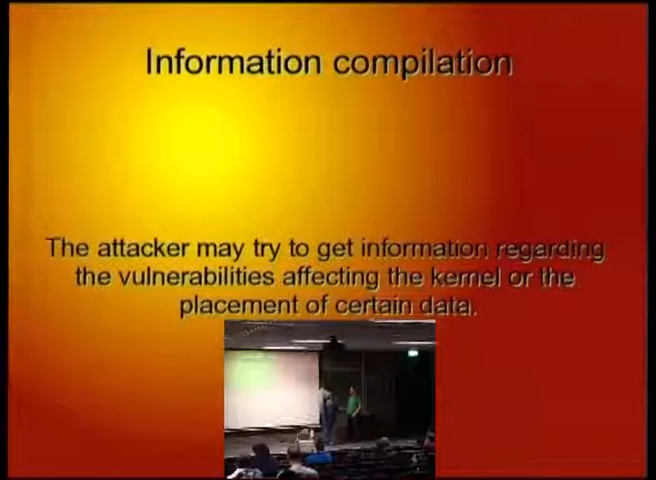 Information compilation
The attacker may try to get information regarding
the vulnerabilities affecting the kernel or the
placement of certain data.